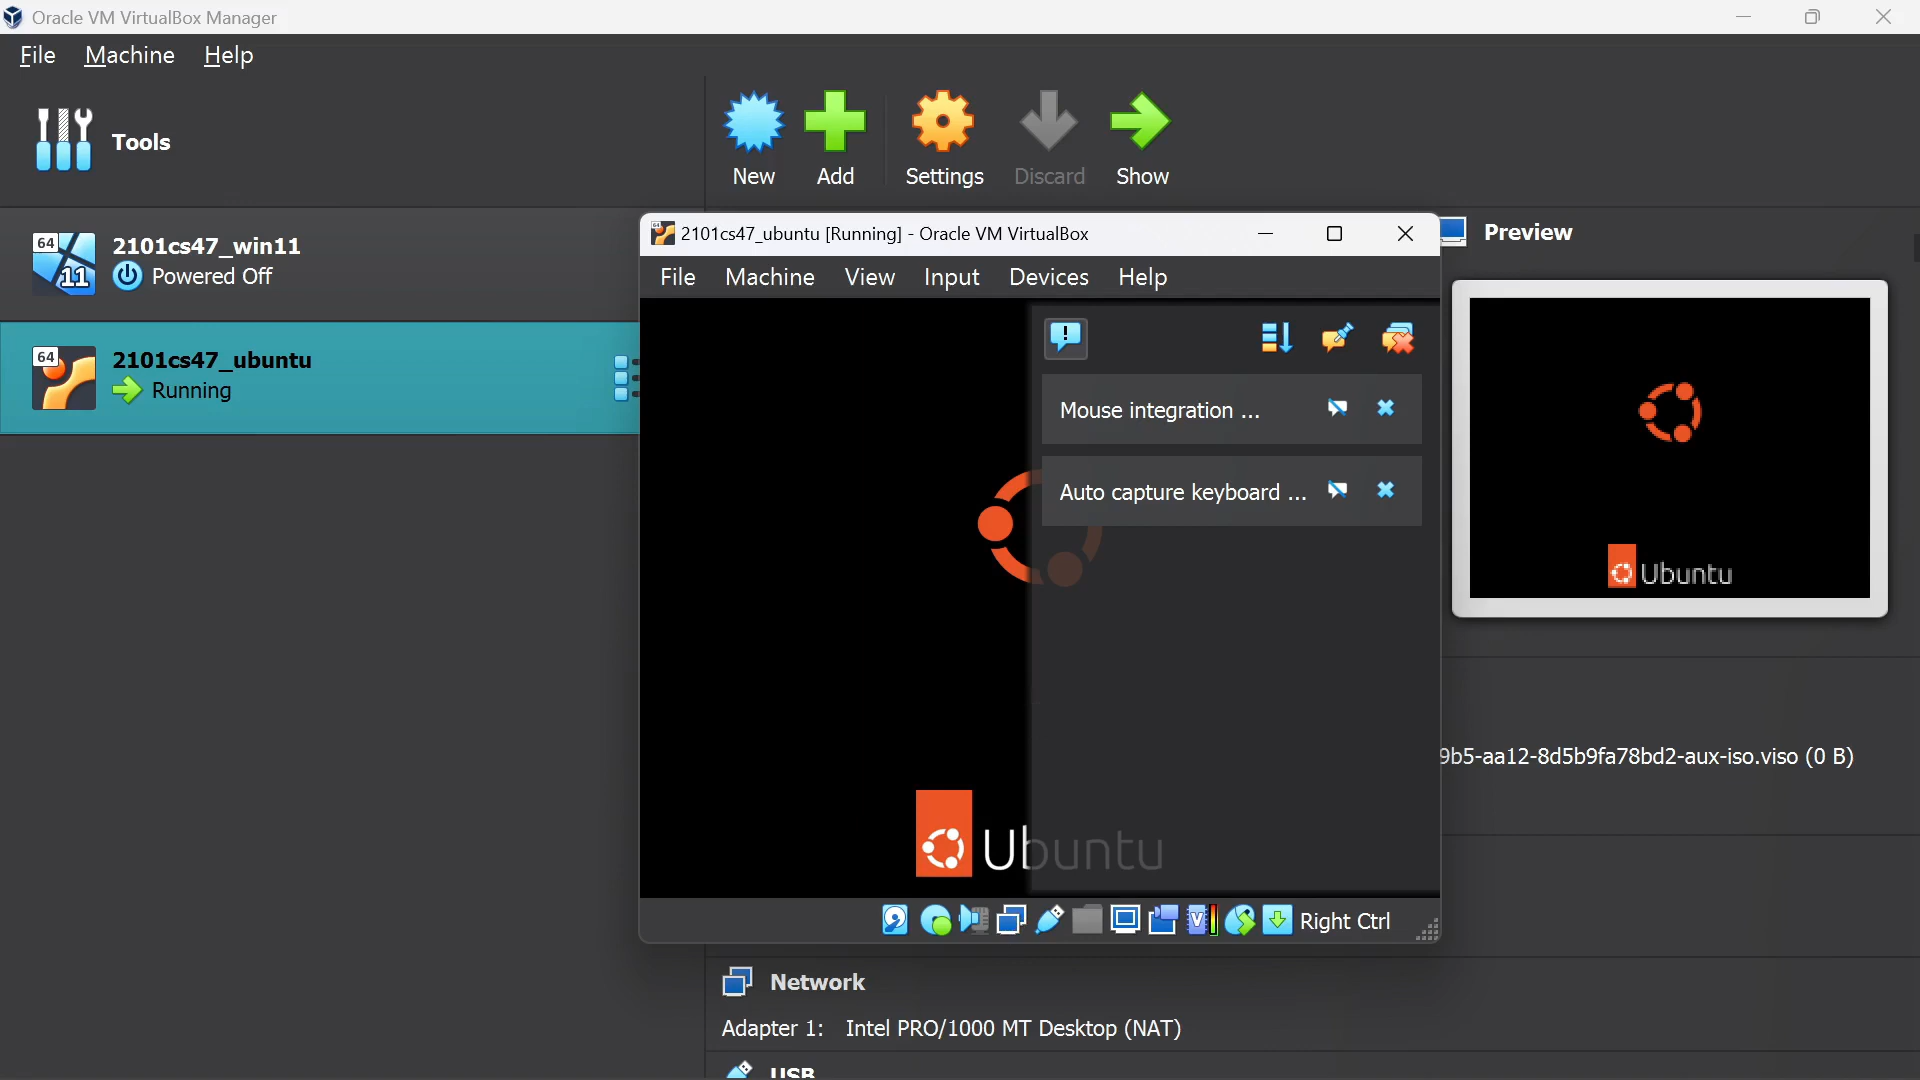 Oracle VM VirtualBox Manager
File Machine Help
Tools
New Add Settings Discard Show
64 11 2101cs47_win11
Powered Off
64 2101cs47_ubuntu
Running
64 2101cs47_ubuntu [Running] - Oracle VM VirtualBox
File Machine View Input Devices Help
Mouse integration ...
Auto capture keyboard ...
Ubuntu
V Right Ctrl
Preview
Ubuntu
9b5-aa12-8d5b9fa78bd2-aux-iso.viso (0 B)
Network
Adapter 1: Intel PRO/1000 MT Desktop (NAT)
USB